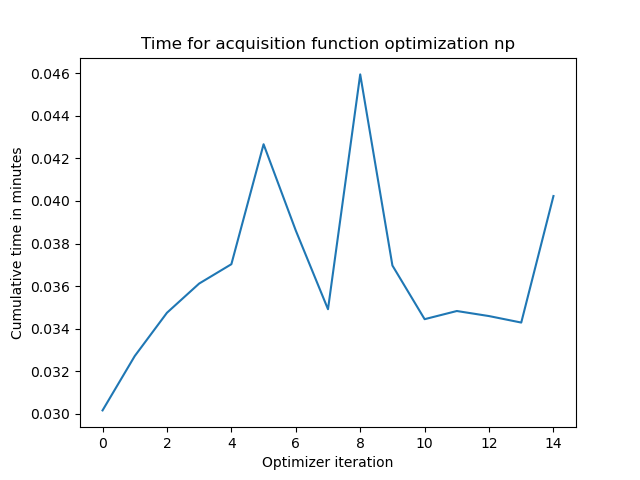 Time for acquisition function optimization np
0.046
0.044
0.042
0.040
0.038
0.036
0.034
0.032
0.030
Cumulative time in minutes
0 2 4 6 8 10 12 14
Optimizer iteration